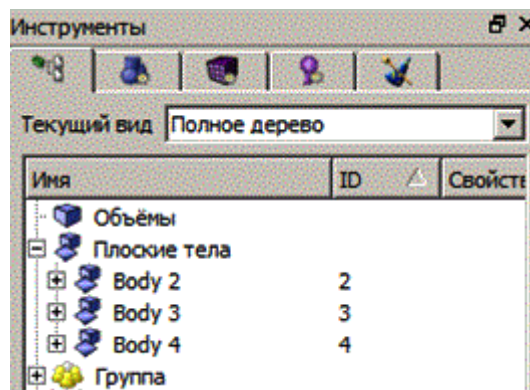 Инструменты
Текущий вид Полное дерево
Имя ID Свойств
Объёмы
Плоские тела
Body 2 2
Body 3 3
Body 4 4
Группа